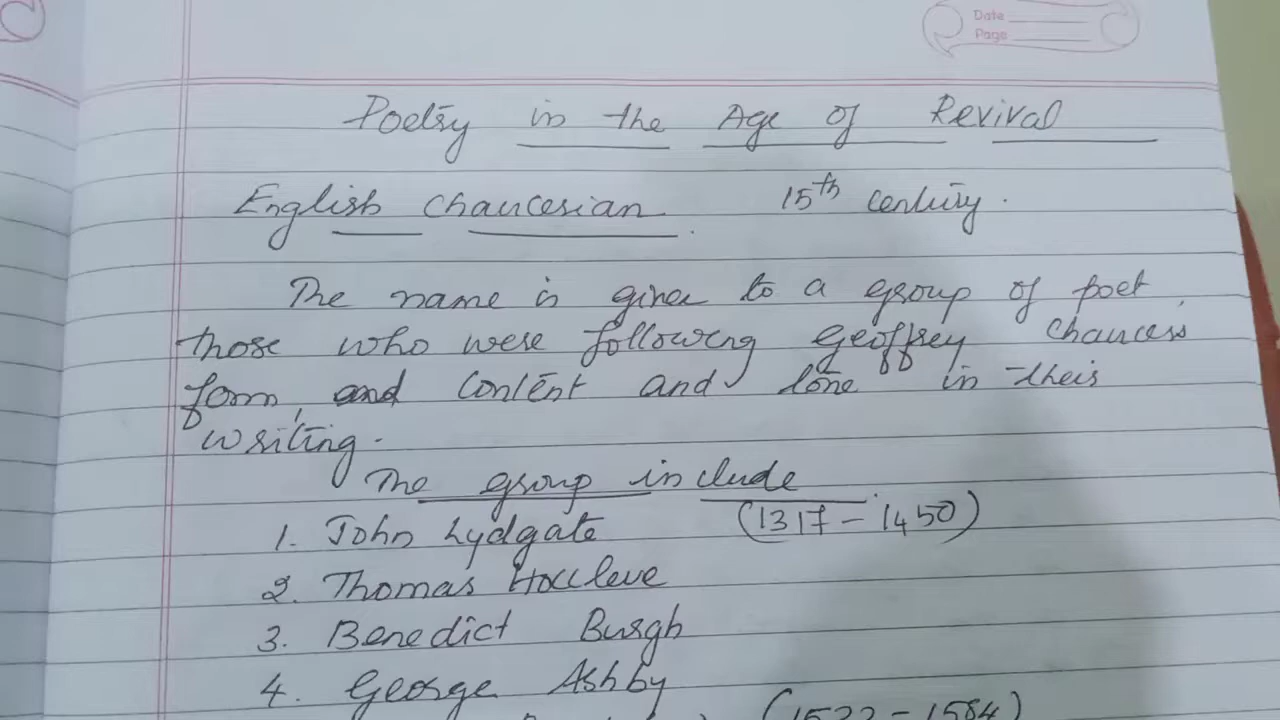 Date
Page
Poetry in the Age of Revival
English Chaucerian 15th century.
The name is given to a group of poet,
those who were following Geoffrey Chaucer's
form, and content and tone in their
writing.
The group include.
1. John Lydgate (1317 - 1450)
2. Thomas Hoccleve
3. Benedict Burgh
4. George Ashby
(1522 - 1584)